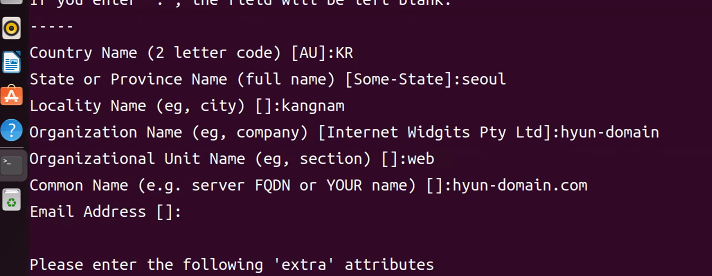 If you enter '.', the field will be left blank.
-----
Country Name (2 letter code) [AU]:KR
State or Province Name (full name) [Some-State]:seoul
Locality Name (eg, city) []:kangnam
Organization Name (eg, company) [Internet Widgits Pty Ltd]:hyun-domain
Organizational Unit Name (eg, section) []:web
Common Name (e.g. server FQDN or YOUR name) []:hyun-domain.com
Email Address []:
Please enter the following 'extra' attributes